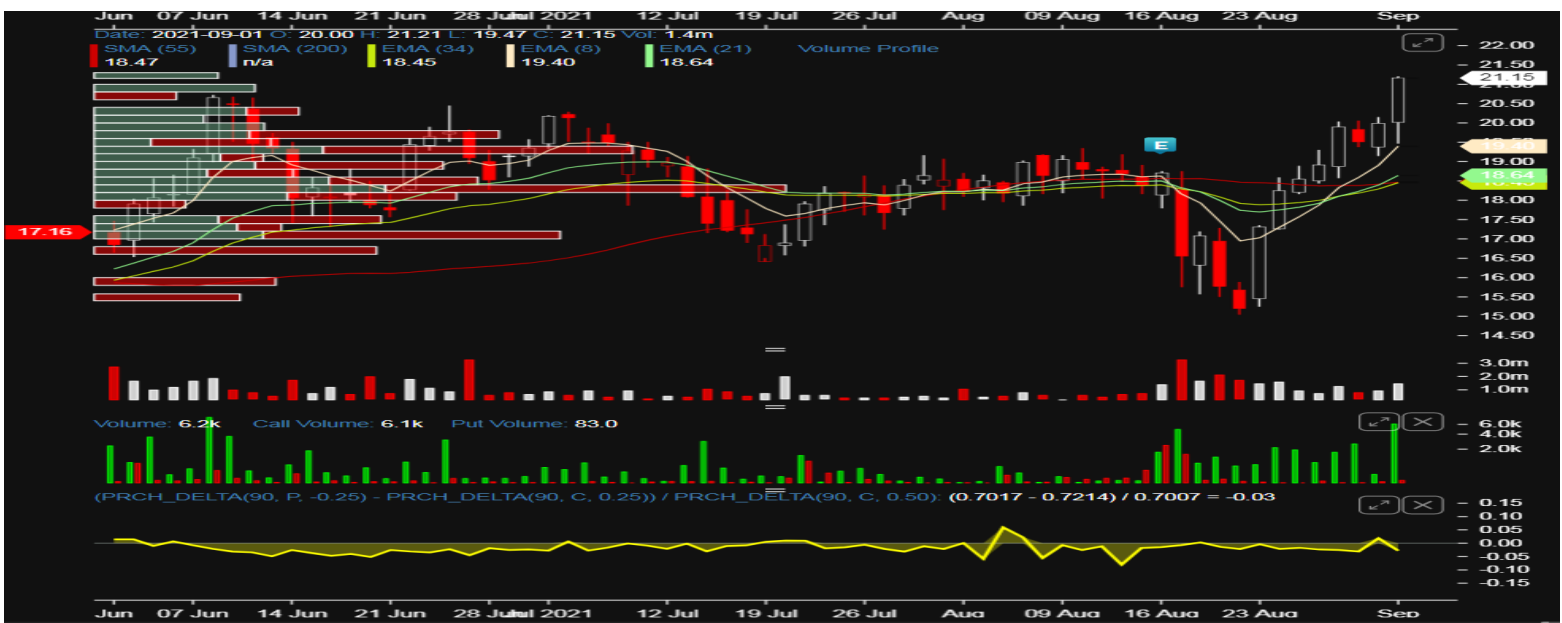 Jun 07 Jun 14 Jun 21 Jun 28 Jun 2021 12 Jul 19 Jul 26 Jul Aug 09 Aug 16 Aug 23 Aug Sep
Date: 2021-09-01 O: 20.00 H: 21.21 L: 19.47 C: 21.15 Vol: 1.4m
SMA (55) SMA (200) EMA (34) EMA (8) EMA (21) Volume Profile
18.47 n/a 18.45 19.40 18.64
22.00
21.50
21.15
21.00
20.50
20.00
19.40
19.00
18.64
18.45
18.00
17.50
17.16
17.00
16.50
16.00
15.50
15.00
14.50
3.0m
2.0m
1.0m
E
Volume: 6.2k Call Volume: 6.1k Put Volume: 83.0
6.0k
4.0k
2.0k
(PRCH_DELTA(90, P, -0.25) - PRCH_DELTA(90, C, 0.25)) / PRCH_DELTA(90, C, 0.50): (0.7017 - 0.7214) / 0.7007 = -0.03
0.15
0.10
0.05
0.00
-0.05
-0.10
-0.15
Jun 07 Jun 14 Jun 21 Jun 28 Jun 2021 12 Jul 19 Jul 26 Jul Aug 09 Aug 16 Aug 23 Aug Sep